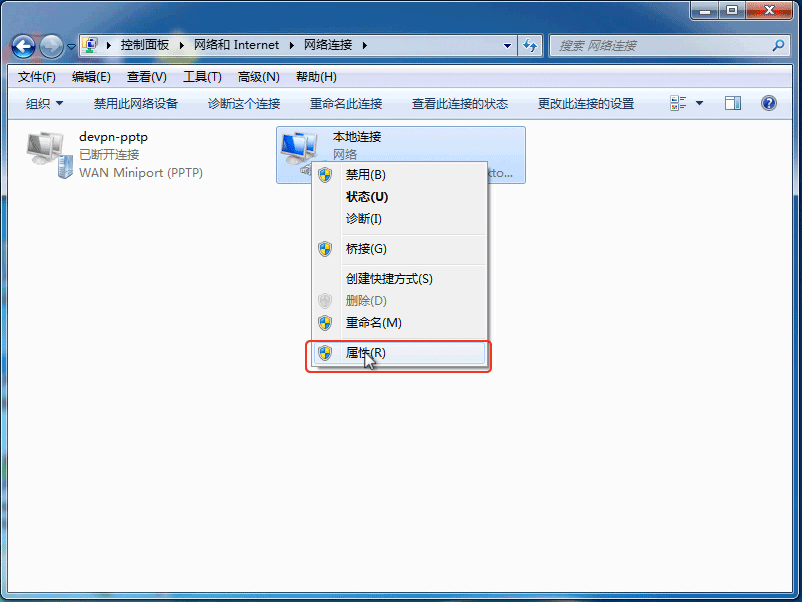 控制面板 网络和 Internet 网络连接
搜索 网络连接
文件(F) 编辑(E) 查看(V) 工具(T) 高级(N) 帮助(H)
组织 禁用此网络设备 诊断这个连接 重命名此连接 查看此连接的状态 更改此连接的设置
devpn-pptp
已断开连接
WAN Miniport (PPTP)
本地连接
网络
kto...
禁用(B)
状态(U)
诊断(I)
桥接(G)
创建快捷方式(S)
删除(D)
重命名(M)
属性(R)